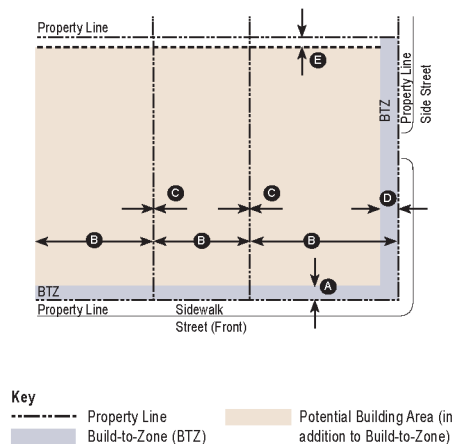 Property Line
E
BTZ
Property Line
Side Street
C
C
D
B
B
B
A
BTZ
Property Line
Sidewalk
Street (Front)
Key
Property Line
Build-to-Zone (BTZ)
Potential Building Area (in
addition to Build-to-Zone)